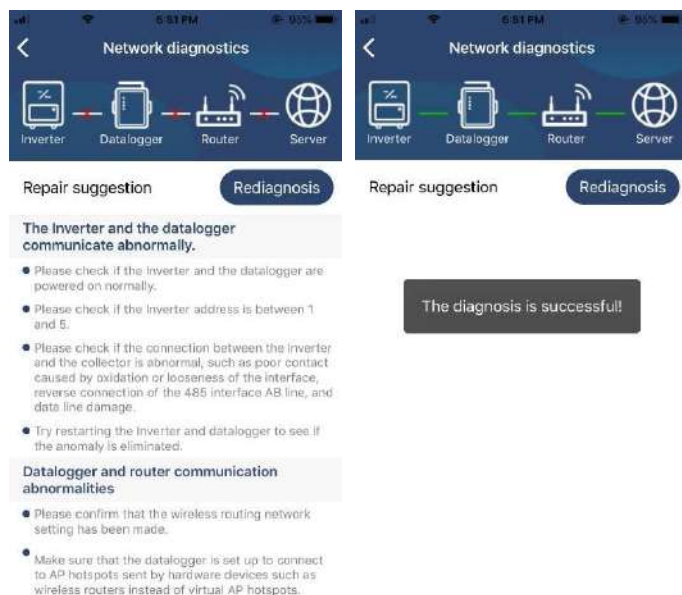 6:51 PM
95%
Network diagnostics
Inverter
Datalogger
Router
Server
Repair suggestion
Rediagnosis
The Inverter and the datalogger
communicate abnormally.
Please check if the Inverter and the datalogger are
powered on normally.
Please check if the Inverter address is between 1
and 5.
Please check if the connection between the inverter
and the collector is abnormal, such as poor contact
caused by oxidation or looseness of the interface,
reverse connection of the 485 interface AB line, and
data line damage.
Try restarting the Inverter and datalogger to see if
the anomaly is eliminated.
Datalogger and router communication
abnormalities
Please confirm that the wireless routing network
setting has been made.
Make sure that the datalogger is set up to connect
to AP hotspots sent by hardware devices such as
wireless routers instead of virtual AP hotspots.
6:51 PM
95%
Network diagnostics
Inverter
Datalogger
Router
Server
Repair suggestion
Rediagnosis
The diagnosis is successful!